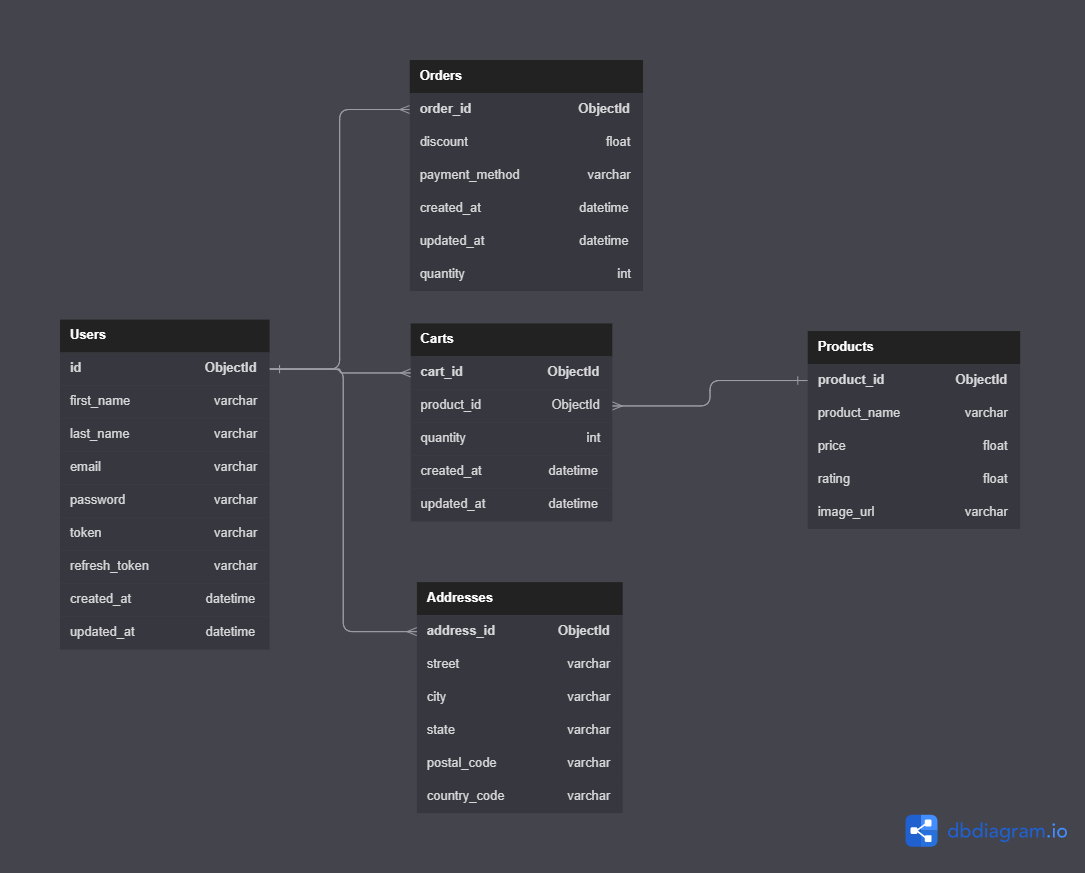 Orders
order_id ObjectId
discount float
payment_method varchar
created_at datetime
updated_at datetime
quantity int
Users
id ObjectId
first_name varchar
last_name varchar
email varchar
password varchar
token varchar
refresh_token varchar
created_at datetime
updated_at datetime
Carts
cart_id ObjectId
product_id ObjectId
quantity int
created_at datetime
updated_at datetime
Products
product_id ObjectId
product_name varchar
price float
rating float
image_url varchar
Addresses
address_id ObjectId
street varchar
city varchar
state varchar
postal_code varchar
country_code varchar
dbdiagram.io